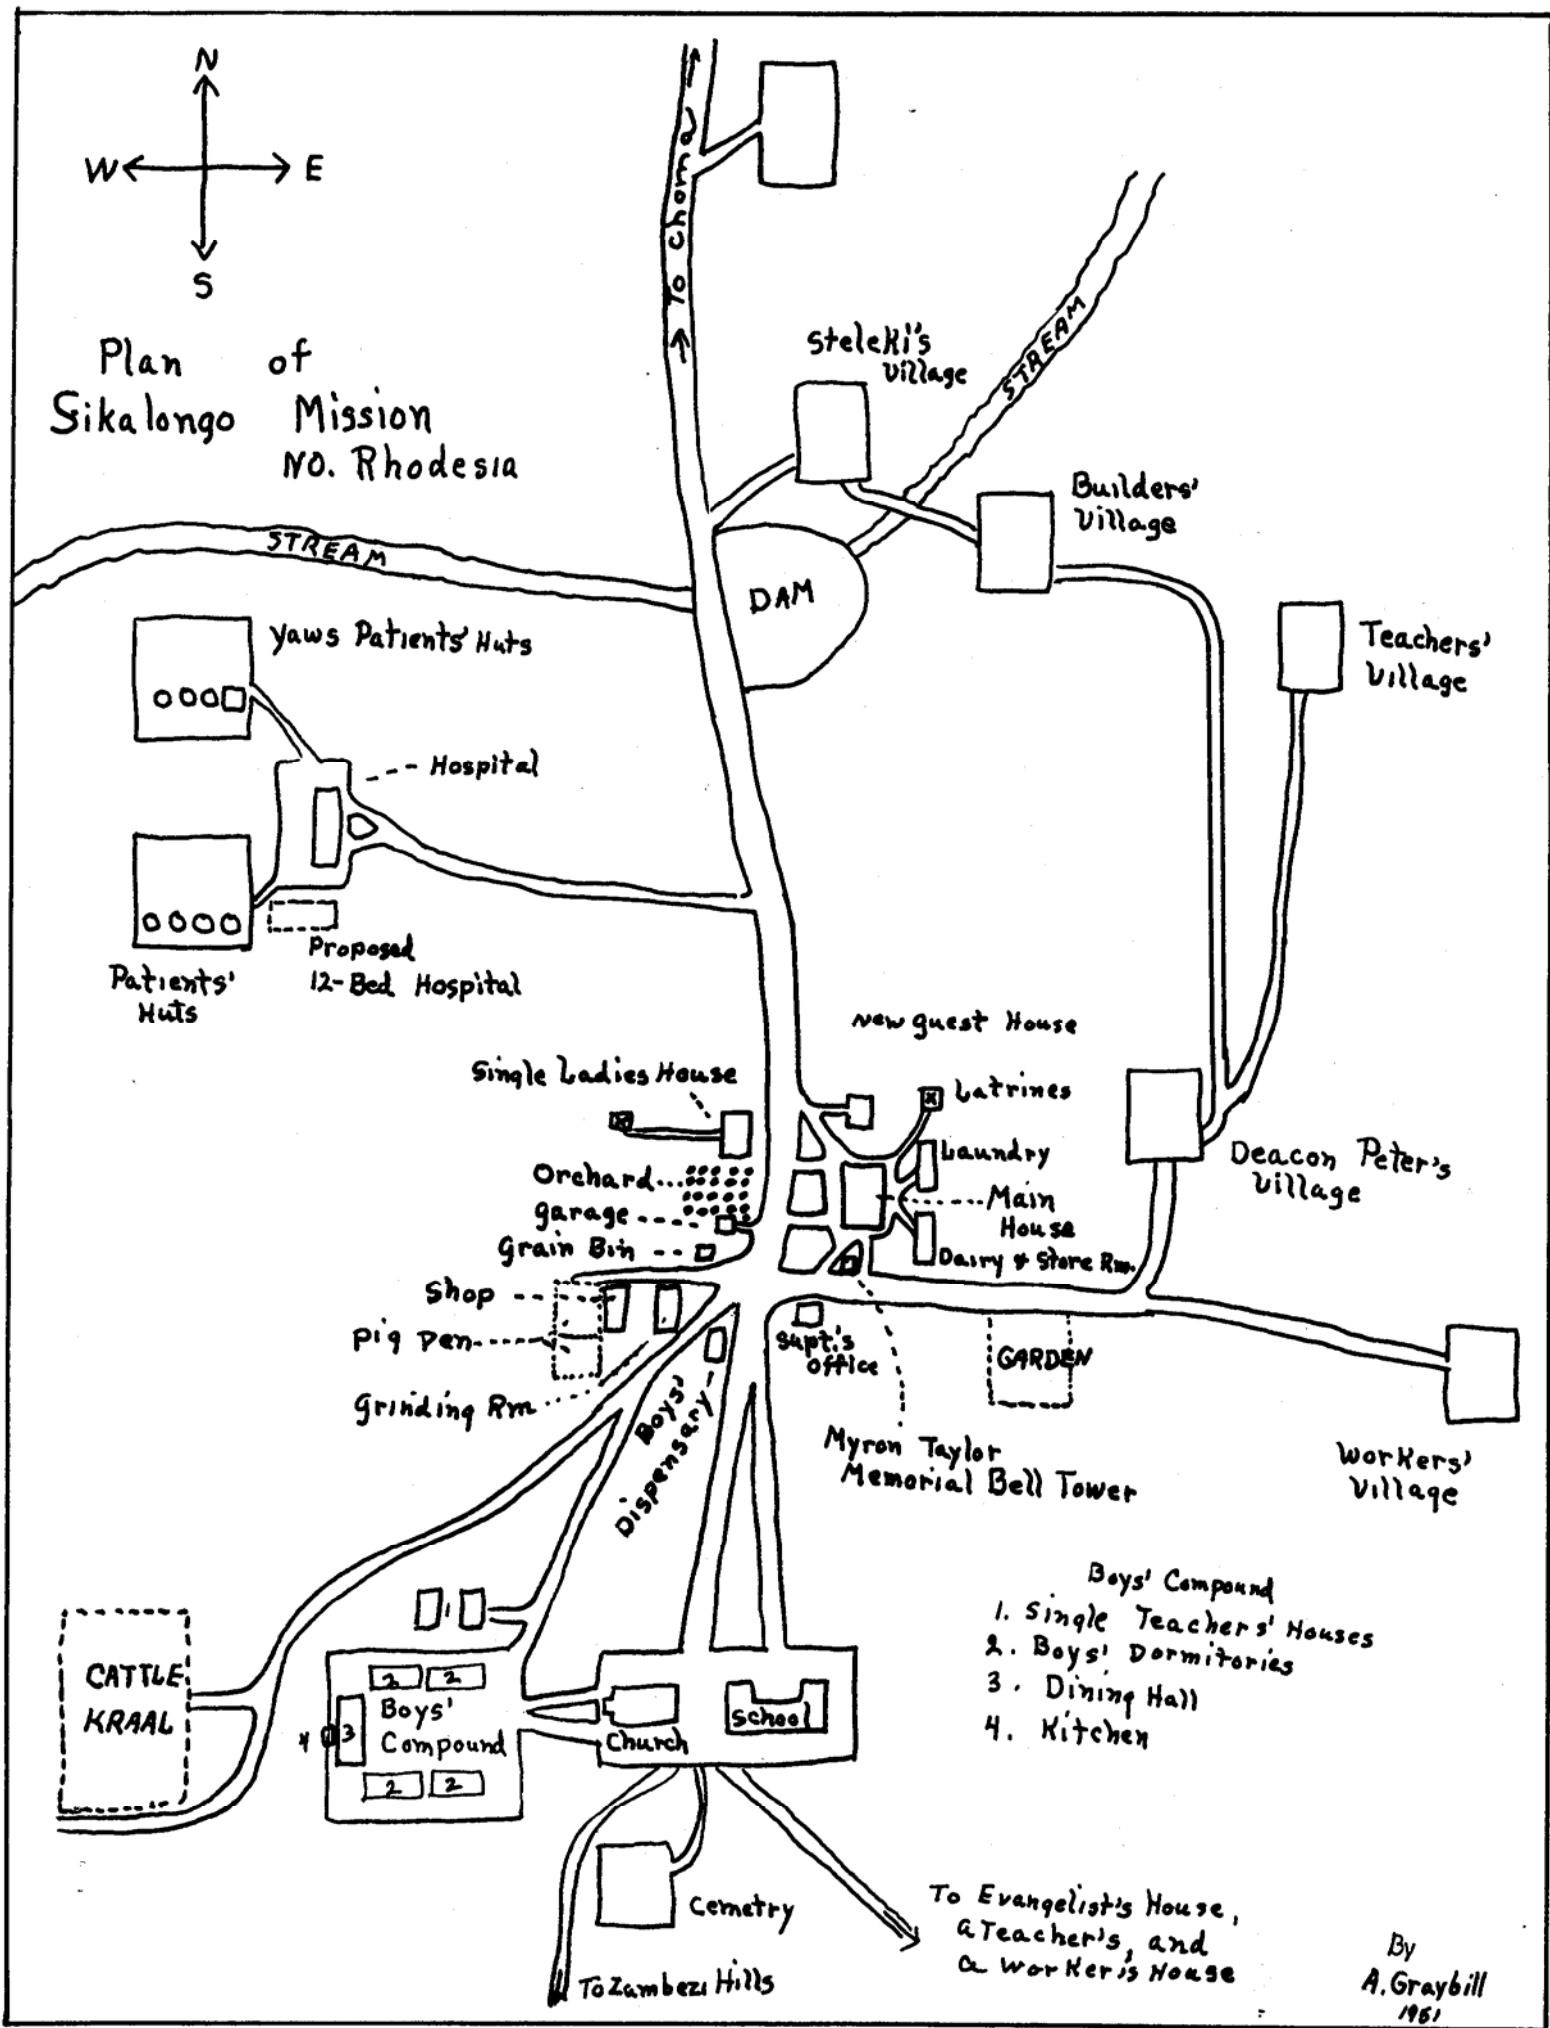 N
W E
S
Plan of
Sikalongo Mission
NO. Rhodesia
To Choma
Steleki's
Village
STREAM
Builders'
Village
STREAM
DAM
Yaws Patients' Huts
Teachers'
Village
Hospital
Proposed
12-Bed Hospital
Patients'
Huts
New guest House
Single Ladies House
Latrines
Laundry
Deacon Peter's
Village
Orchard
Main
House
garage
Grain Bin
Dairy & Store Rm.
Shop
Pig Pen
Supt.'s
Office
GARDEN
Grinding Rm
Boys'
Dispensary
Myron Taylor
Memorial Bell Tower
Workers'
Village
Boys' Compound
1. Single Teachers' Houses
2. Boys' Dormitories
3. Dining Hall
4. Kitchen
1
CATTLE
KRAAL
2 2
Boys'
Compound
4 3
2 2
Church
School
Cemetry
To Zambezi Hills
To Evangelist's House,
a Teacher's, and
a worker's House
By
A. Graybill
1951